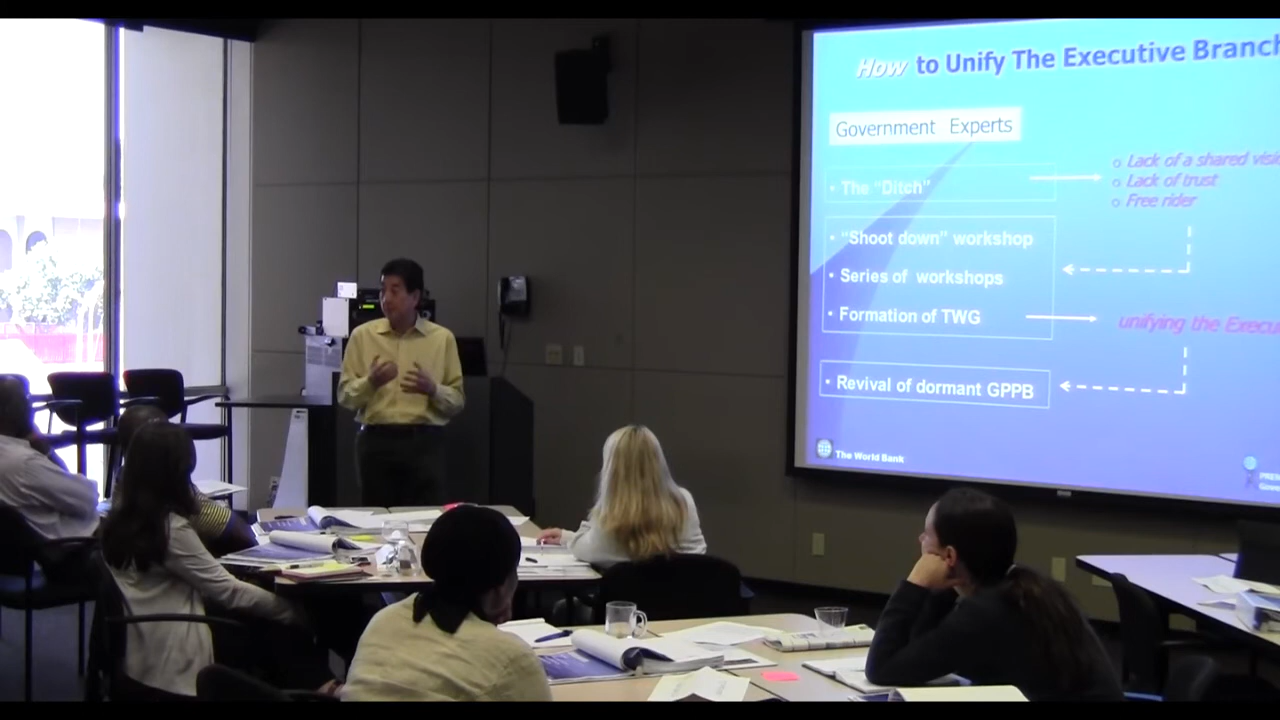 How to Unify The Executive Branch
Government Experts
• The "Ditch"
o Lack of a shared visi
o Lack of trust
o Free rider
• "Shoot down" workshop
• Series of workshops
• Formation of TWG
unifying the Execu
• Revival of dormant GPPB
The World Bank
PREM
Gove